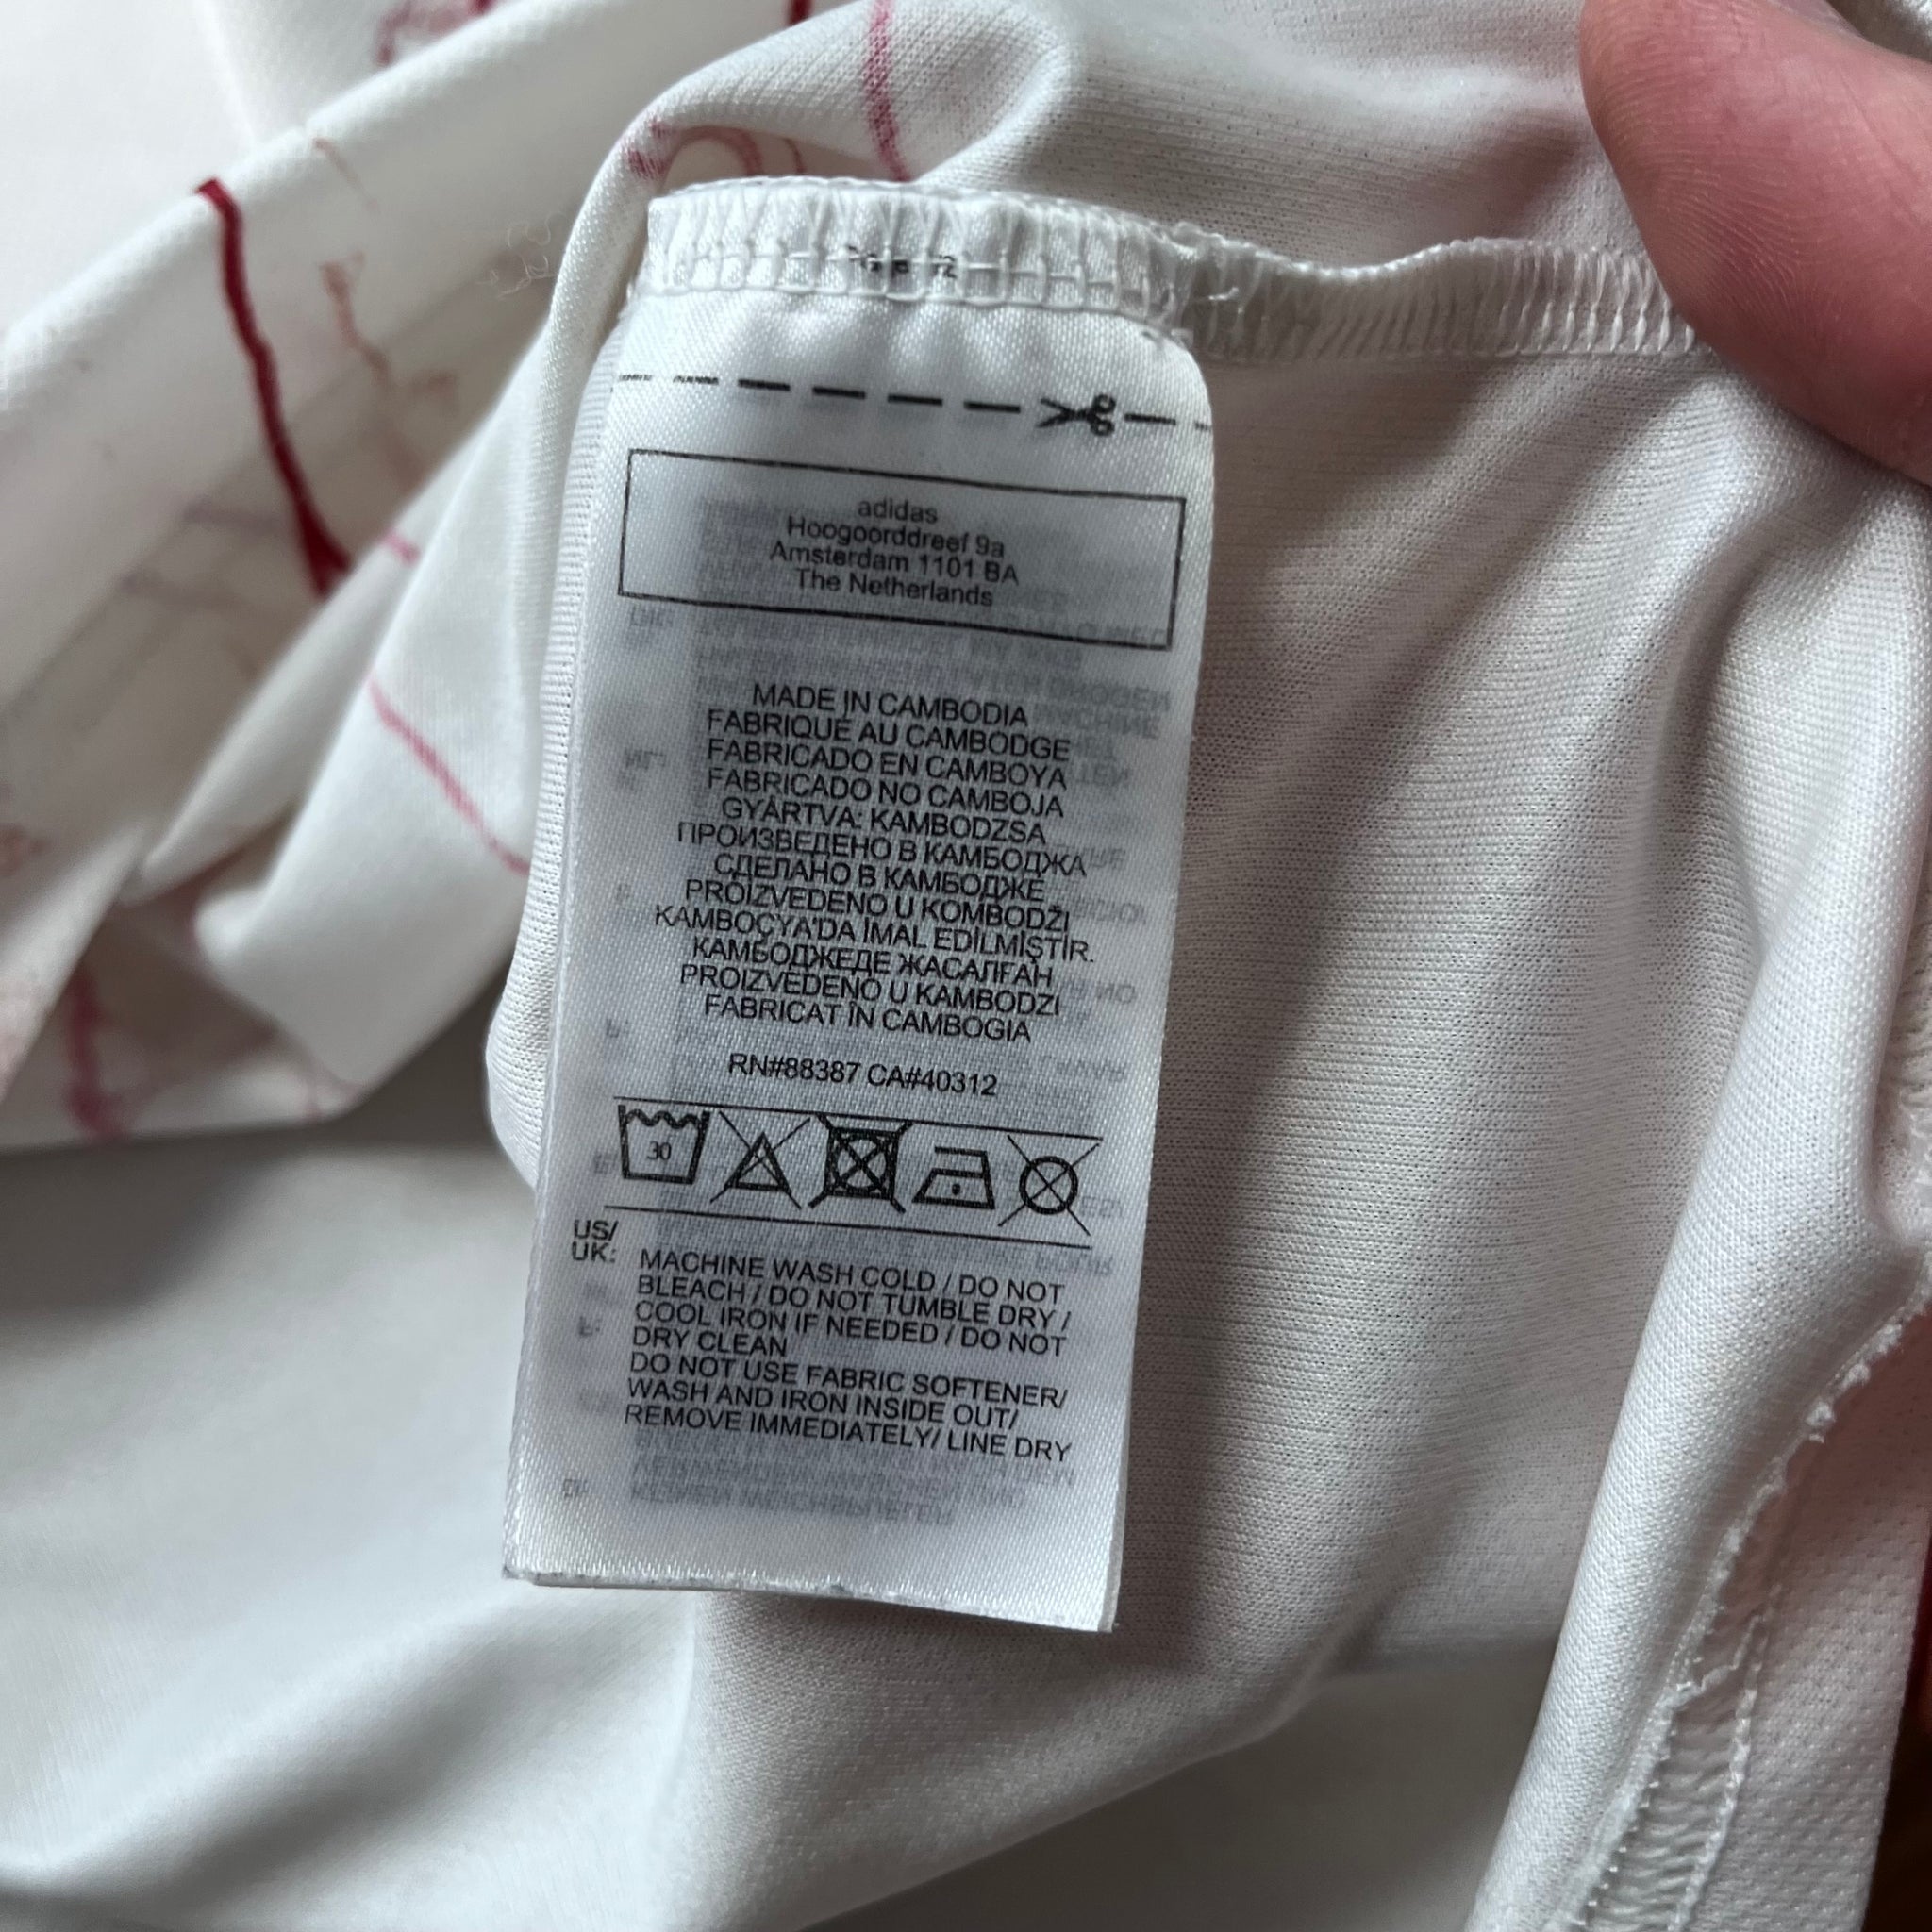 adidas
Hoogoorddreef 9a
Amsterdam 1101 BA
The Netherlands
MADE IN CAMBODIA
FABRIQUÉ AU CAMBODGE
FABRICADO EN CAMBOYA
FABRICADO NO CAMBOJA
GYÁRTVA: KAMBODZSA
ПРОИЗВЕДЕНО В КАМБОДЖА
СДЕЛАНО В КАМБОДЖЕ
PROIZVEDENO U KOMBODŽI
KAMBOÇYA'DA İMAL EDİLMİŞTİR.
КАМБОДЖЕДЕ ЖАСАЛҒАН
PROIZVEDENO U KAMBODZI
FABRICAT ÎN CAMBOGIA
RN#88387 CA#40312
30
US/
UK: MACHINE WASH COLD / DO NOT
BLEACH / DO NOT TUMBLE DRY /
COOL IRON IF NEEDED / DO NOT
DRY CLEAN
DO NOT USE FABRIC SOFTENER/
WASH AND IRON INSIDE OUT/
REMOVE IMMEDIATELY/ LINE DRY